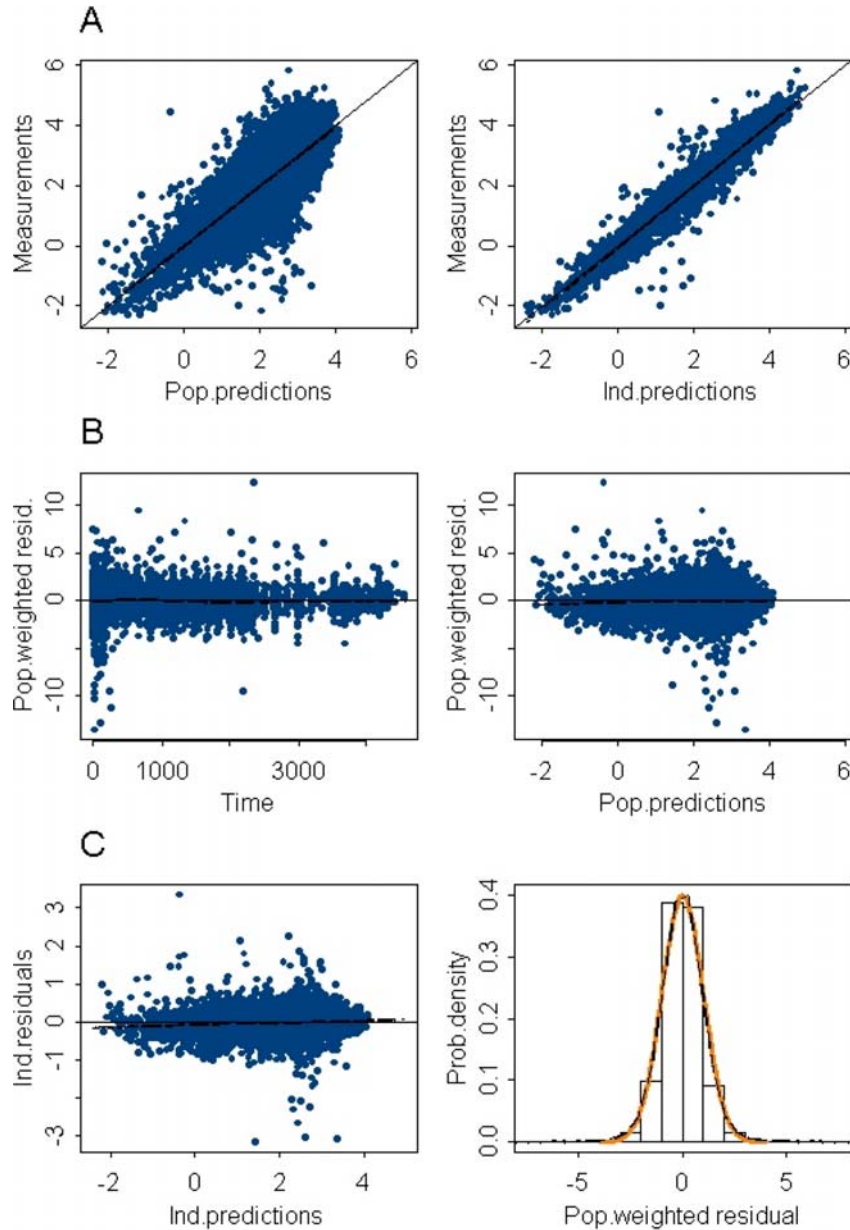 A
Measurements
6
4
2
0
-2
-2 0 2 4 6
Pop.predictions
Measurements
6
4
2
0
-2
-2 0 2 4 6
Ind.predictions
B
Pop.weighted resid.
10
5
0
-10
0 1000 3000
Time
Pop.weighted resid.
10
5
0
-10
-2 0 2 4 6
Pop.predictions
C
Ind.residuals
3
2
1
0
-1
-3
-2 0 2 4
Ind.predictions
Prob.density
0.4
0.3
0.2
0.1
0.0
-5 0 5
Pop.weighted residual